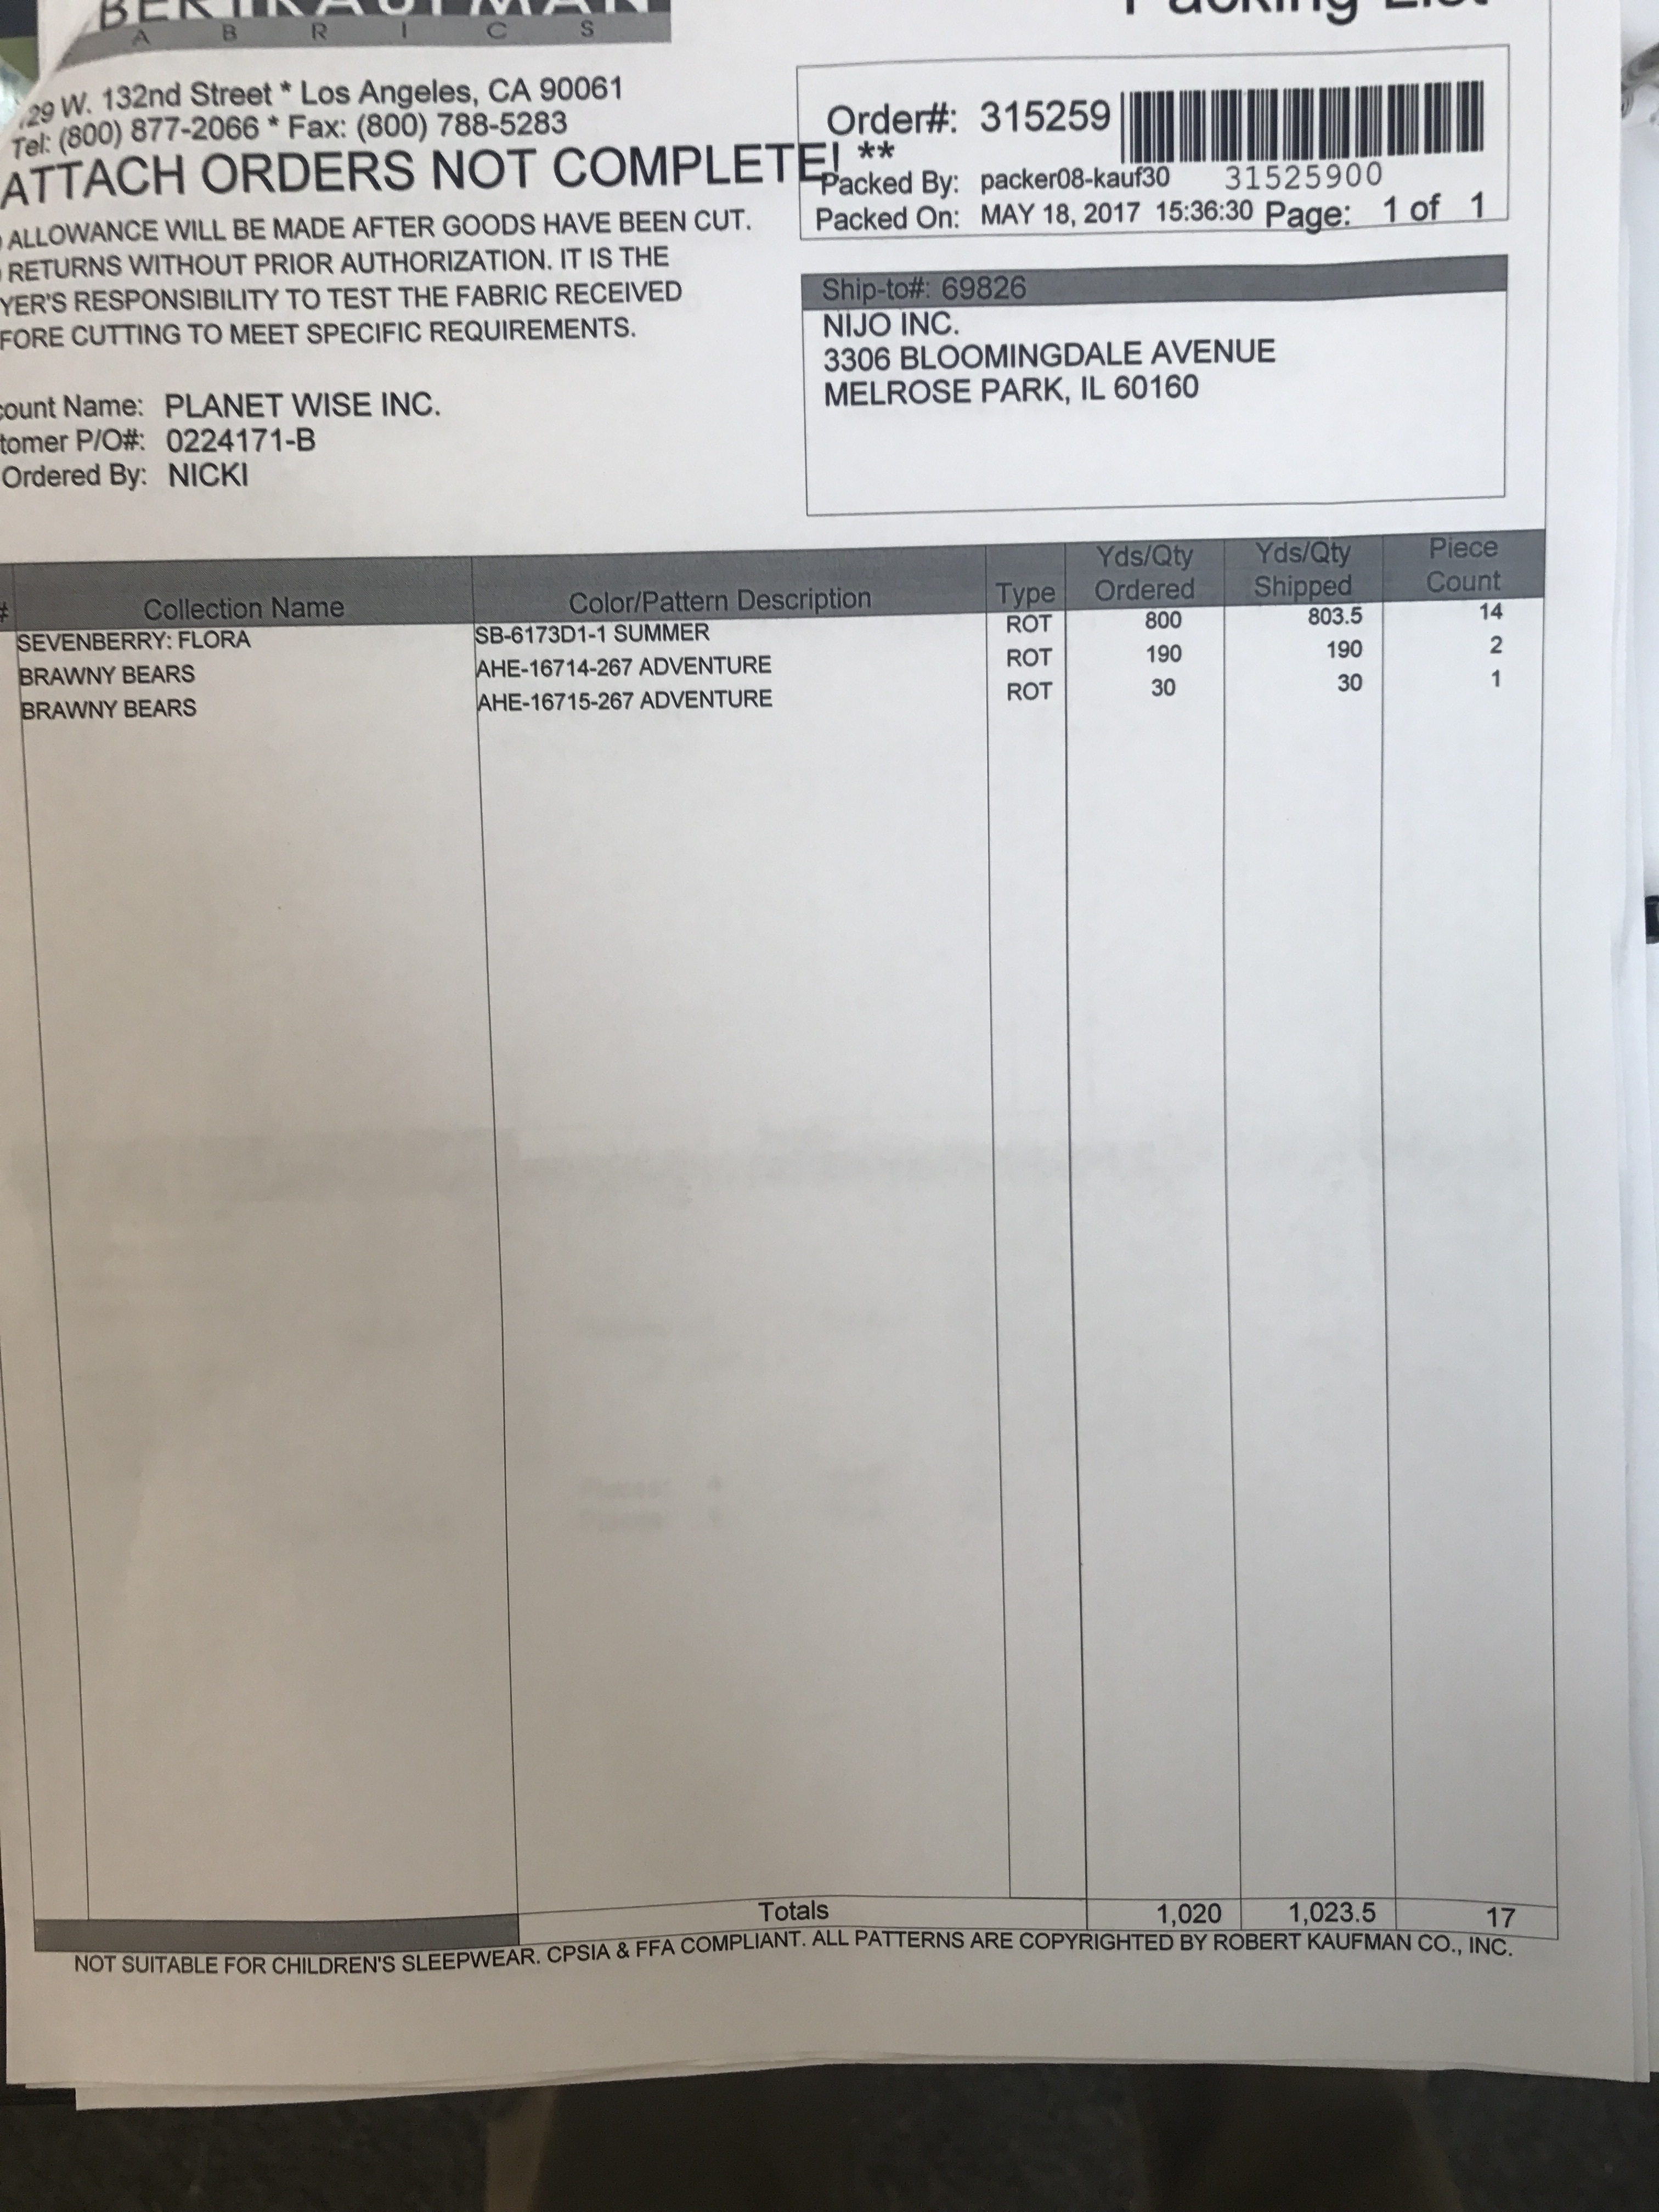 BERT KAUFMAN
A B R I C S
Packing List
29 W. 132nd Street * Los Angeles, CA 90061
Tel: (800) 877-2066 * Fax: (800) 788-5283
ATTACH ORDERS NOT COMPLETE! **
ALLOWANCE WILL BE MADE AFTER GOODS HAVE BEEN CUT.
RETURNS WITHOUT PRIOR AUTHORIZATION. IT IS THE
YER'S RESPONSIBILITY TO TEST THE FABRIC RECEIVED
FORE CUTTING TO MEET SPECIFIC REQUIREMENTS.
Order#: 315259
Packed By: packer08-kauf30 31525900
Packed On: MAY 18, 2017 15:36:30 Page: 1 of 1
Ship-to#: 69826
NIJO INC.
3306 BLOOMINGDALE AVENUE
MELROSE PARK, IL 60160
count Name: PLANET WISE INC.
tomer P/O#: 0224171-B
Ordered By: NICKI
# Collection Name Color/Pattern Description Type Yds/Qty Ordered Yds/Qty Shipped Piece Count
SEVENBERRY: FLORA SB-6173D1-1 SUMMER ROT 800 803.5 14
BRAWNY BEARS AHE-16714-267 ADVENTURE ROT 190 190 2
BRAWNY BEARS AHE-16715-267 ADVENTURE ROT 30 30 1
Totals 1,020 1,023.5 17
NOT SUITABLE FOR CHILDREN'S SLEEPWEAR. CPSIA & FFA COMPLIANT. ALL PATTERNS ARE COPYRIGHTED BY ROBERT KAUFMAN CO., INC.